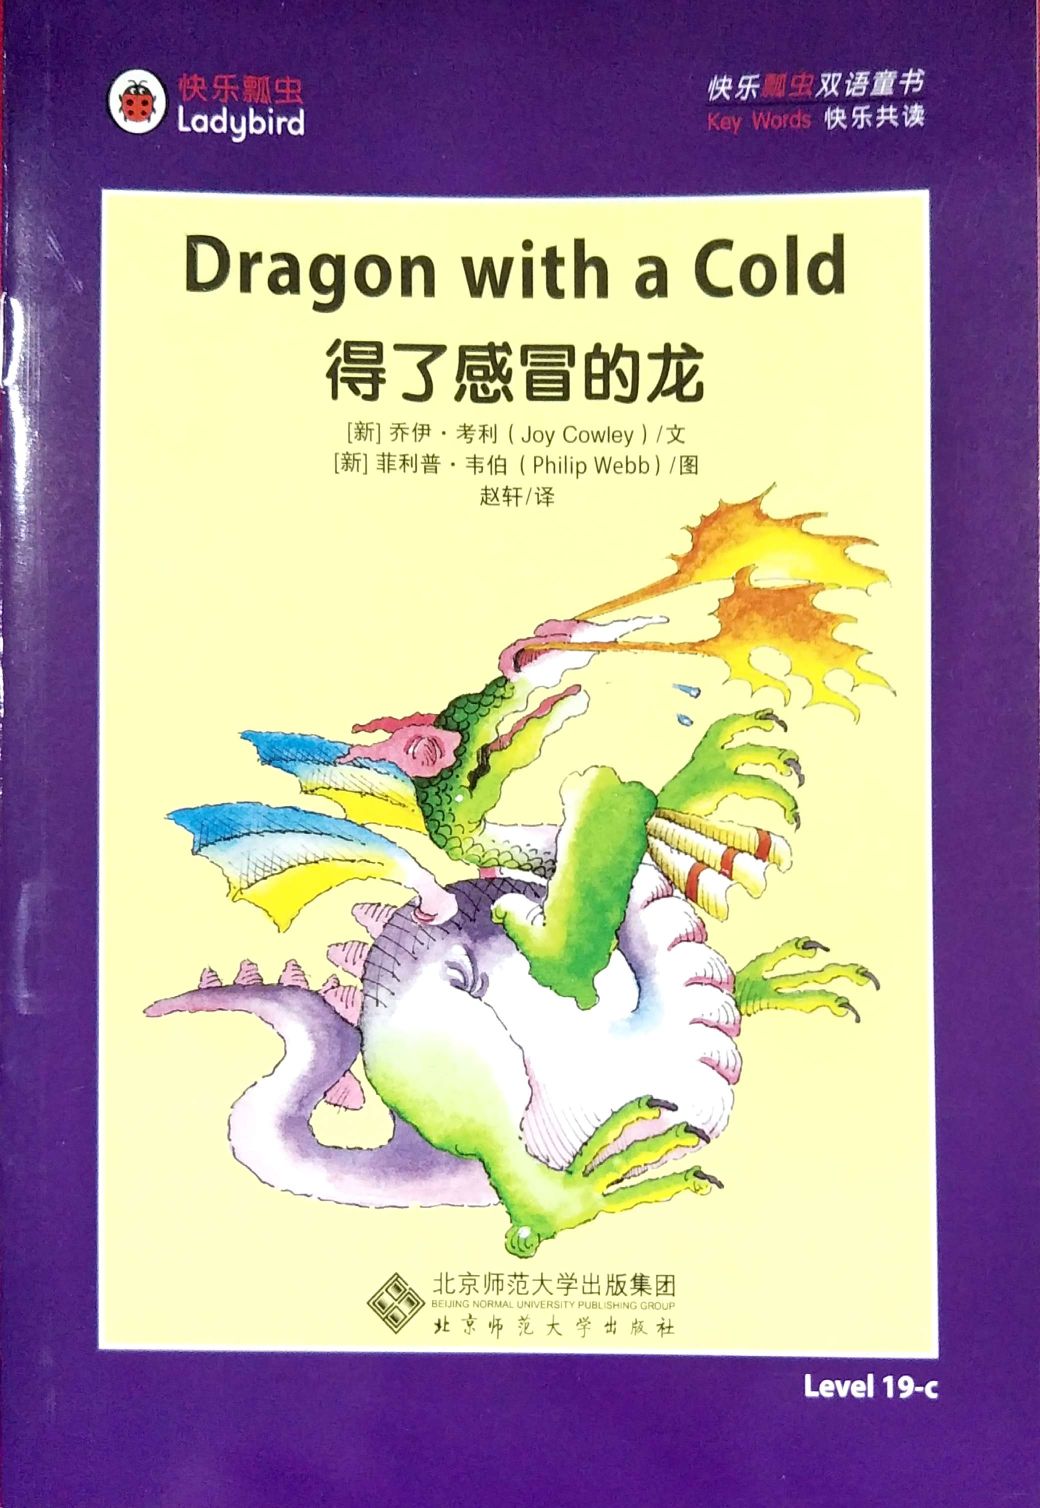 快乐瓢虫
Ladybird
快乐瓢虫双语童书
Key Words 快乐共读
Dragon with a Cold
得了感冒的龙
[新] 乔伊·考利（Joy Cowley）/文
[新] 菲利普·韦伯（Philip Webb）/图
赵轩/译
北京师范大学出版集团
BEIJING NORMAL UNIVERSITY PUBLISHING GROUP
北京师范大学出版社
Level 19-c